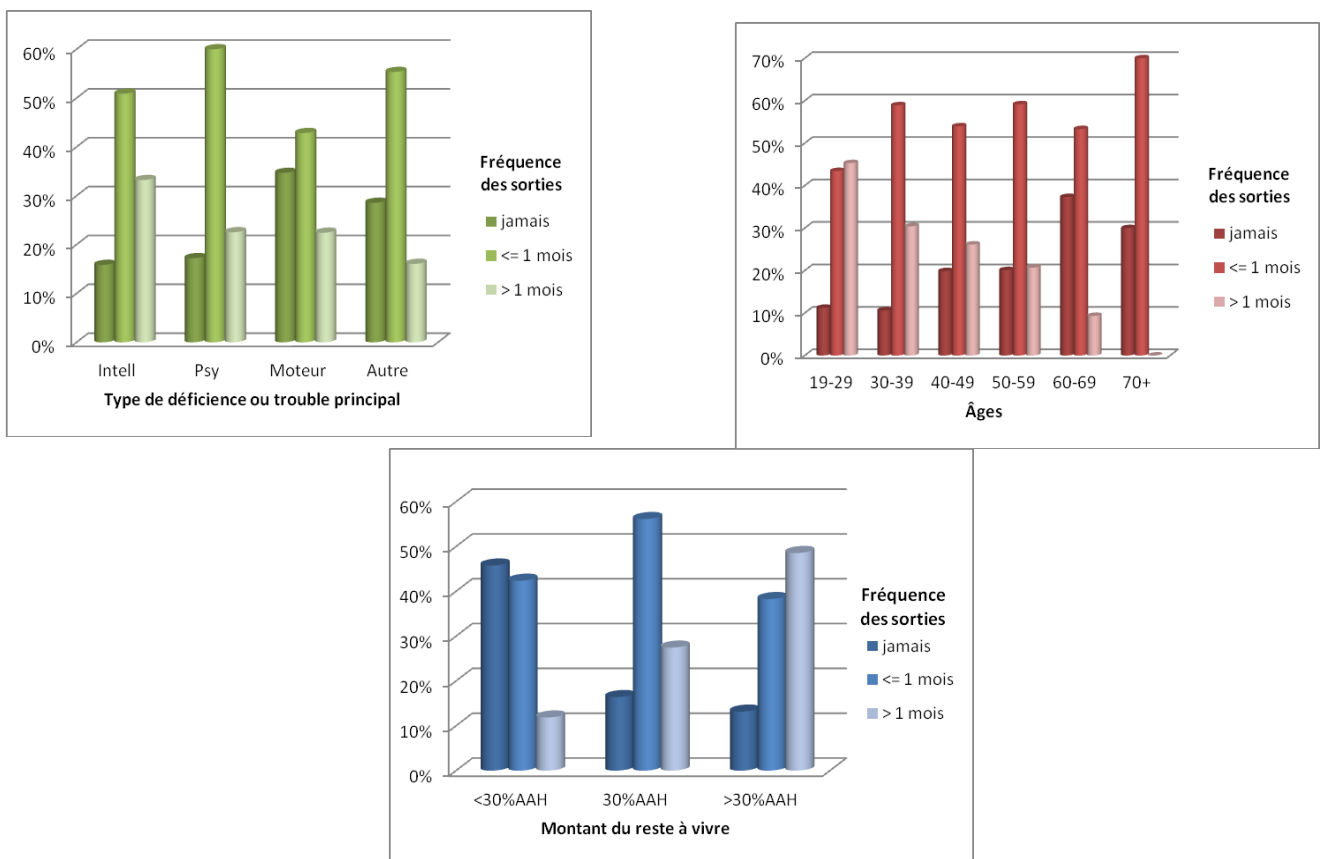 60%
50%
40%
30%
20%
10%
0%
Intell Psy Moteur Autre
Type de déficience ou trouble principal
Fréquence
des sorties
jamais
<= 1 mois
> 1 mois
70%
60%
50%
40%
30%
20%
10%
0%
19-29 30-39 40-49 50-59 60-69 70+
Âges
Fréquence
des sorties
jamais
<= 1 mois
> 1 mois
60%
50%
40%
30%
20%
10%
0%
<30%AAH 30%AAH >30%AAH
Montant du reste à vivre
Fréquence
des sorties
jamais
<= 1 mois
> 1 mois